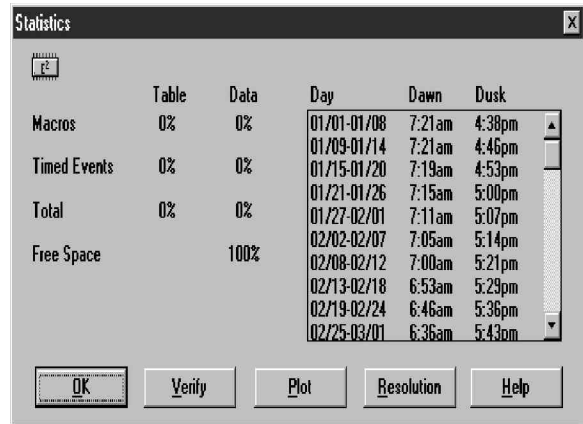 Statistics
X
E²
Table Data
Macros 0% 0%
Timed Events 0% 0%
Total 0% 0%
Free Space 100%
Day Dawn Dusk
01/01-01/08 7:21am 4:38pm
01/09-01/14 7:21am 4:46pm
01/15-01/20 7:19am 4:53pm
01/21-01/26 7:15am 5:00pm
01/27-02/01 7:11am 5:07pm
02/02-02/07 7:05am 5:14pm
02/08-02/12 7:00am 5:21pm
02/13-02/18 6:53am 5:29pm
02/19-02/24 6:46am 5:36pm
02/25-03/01 6:36am 5:43pm
OK Verify Plot Resolution Help